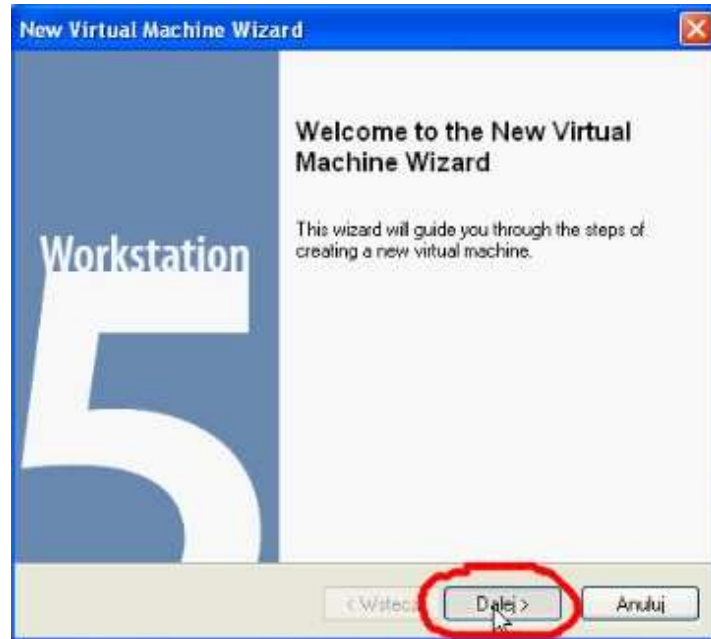 New Virtual Machine Wizard
Welcome to the New Virtual
Machine Wizard
This wizard will guide you through the steps of
creating a new virtual machine.
Workstation
5
< Wstecz Dalej > Anuluj